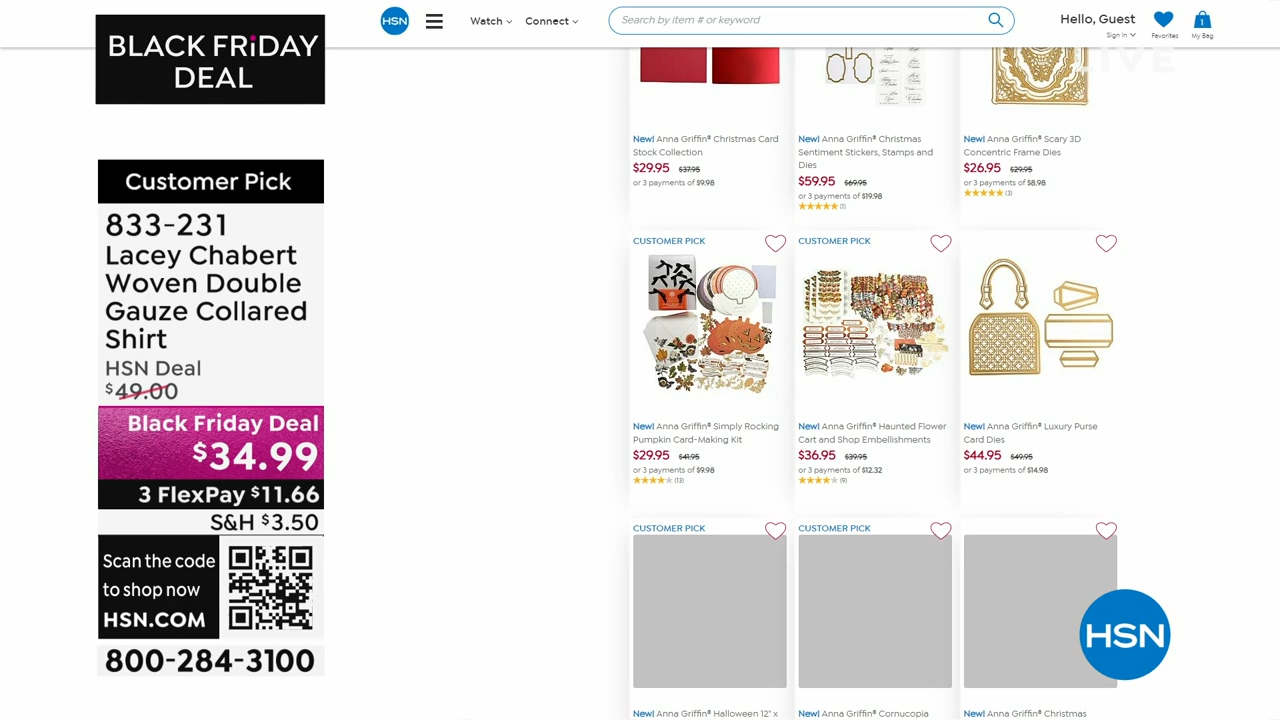 BLACK FRiDAY
DEAL
Customer Pick
833-231
Lacey Chabert
Woven Double
Gauze Collared
Shirt
HSN Deal
$49.00
Black Friday Deal
$34.99
3 FlexPay $11.66
S&H $3.50
Scan the code
to shop now
HSN.COM
800-284-3100
HSN
Watch
Connect
Search by item # or keyword
Hello, Guest
Sign In
Favorites
1
My Bag
LIVE
New! Anna Griffin® Christmas Card
Stock Collection
$29.95 $37.95
or 3 payments of $9.98
New! Anna Griffin® Christmas
Sentiment Stickers, Stamps and
Dies
$59.95 $69.95
or 3 payments of $19.98
(1)
New! Anna Griffin® Scary 3D
Concentric Frame Dies
$26.95 $29.95
or 3 payments of $8.98
(3)
CUSTOMER PICK
New! Anna Griffin® Simply Rocking
Pumpkin Card-Making Kit
$29.95 $41.95
or 3 payments of $9.98
(13)
CUSTOMER PICK
New! Anna Griffin® Haunted Flower
Cart and Shop Embellishments
$36.95 $39.95
or 3 payments of $12.32
(9)
New! Anna Griffin® Luxury Purse
Card Dies
$44.95 $49.95
or 3 payments of $14.98
CUSTOMER PICK
New! Anna Griffin® Halloween 12" x
CUSTOMER PICK
New! Anna Griffin® Cornucopia
New! Anna Griffin® Christmas
HSN